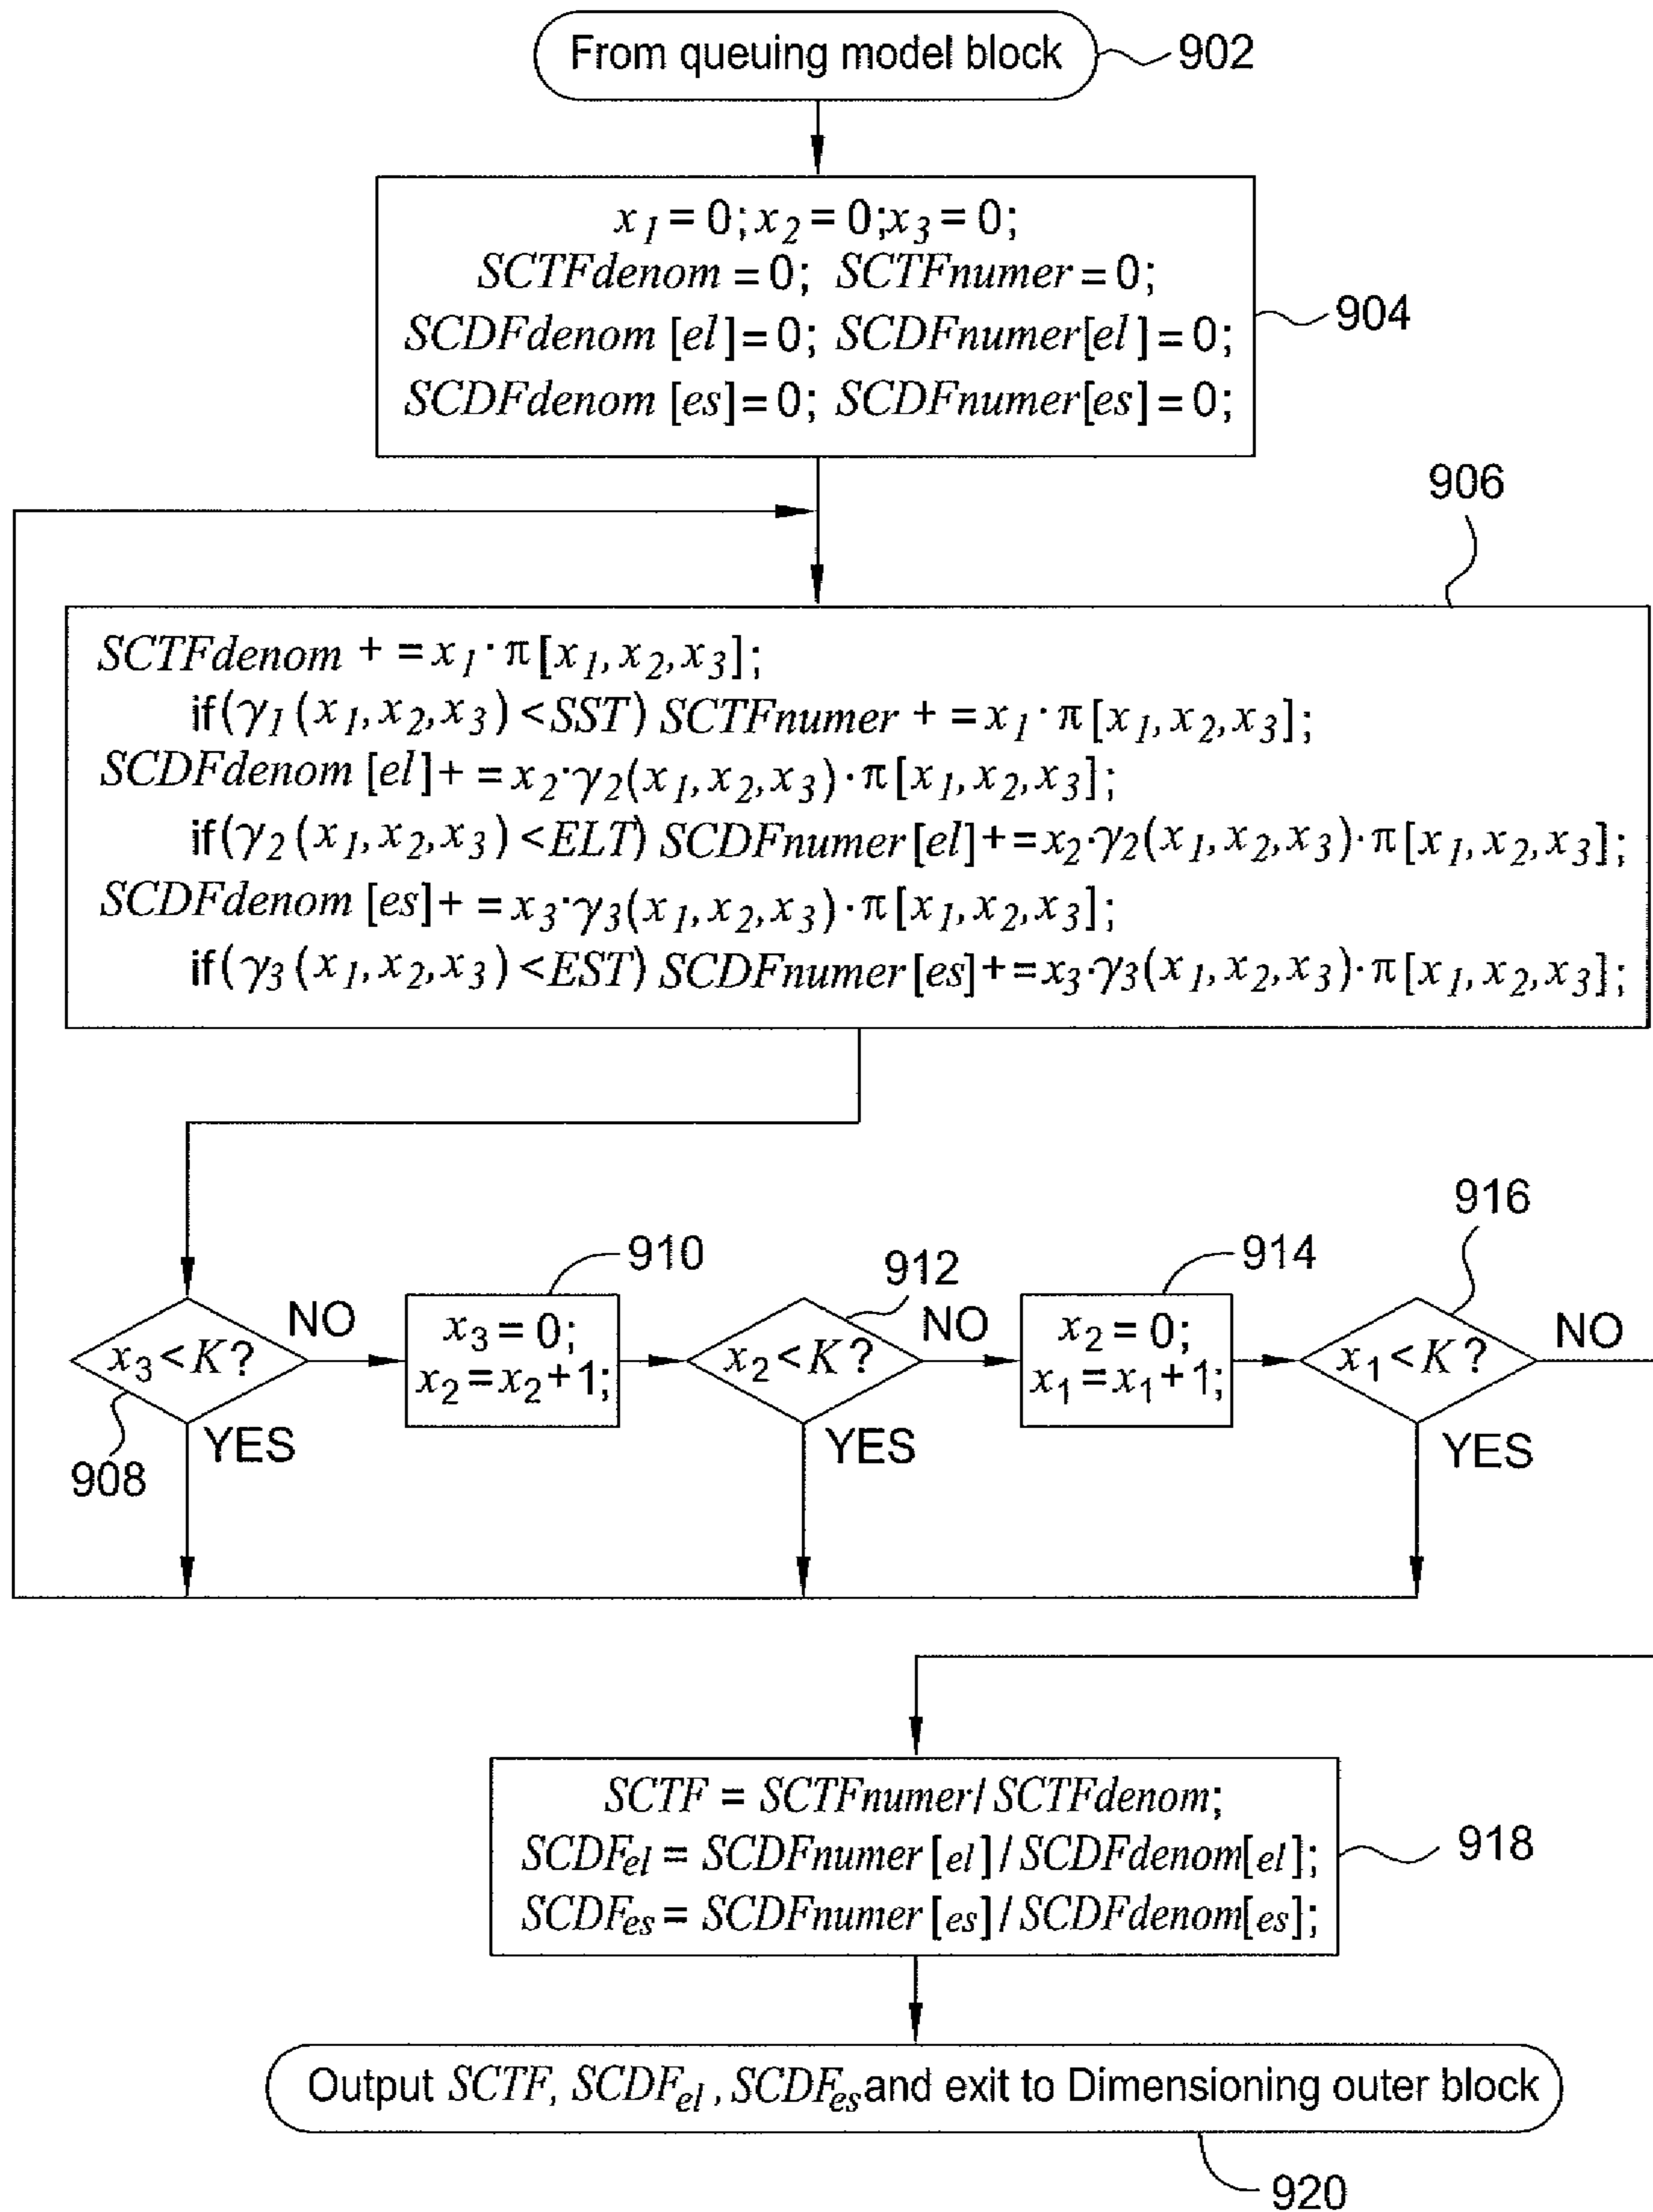 From queuing model block
902
x₁ = 0; x₂ = 0; x₃ = 0;
SCTFdenom = 0; SCTFnumer = 0;
SCDFdenom [el] = 0; SCDFnumer[el] = 0;
SCDFdenom [es] = 0; SCDFnumer[es] = 0;
904
906
SCTFdenom + = x₁ · π[x₁, x₂, x₃];
if(γ₁ (x₁, x₂, x₃) < SST) SCTFnumer + = x₁ · π[x₁, x₂, x₃];
SCDFdenom [el] + = x₂·γ₂(x₁, x₂, x₃) · π[x₁, x₂, x₃];
if(γ₂ (x₁, x₂, x₃) < ELT) SCDFnumer[el] += x₂·γ₂(x₁, x₂, x₃) · π[x₁, x₂, x₃];
SCDFdenom [es] + = x₃·γ₃(x₁, x₂, x₃) · π[x₁, x₂, x₃];
if(γ₃ (x₁, x₂, x₃) < EST) SCDFnumer[es] += x₃·γ₃(x₁, x₂, x₃) · π[x₁, x₂, x₃];
x₃ < K?
908
NO
YES
910
x₃ = 0;
x₂ = x₂+1;
912
x₂ < K?
NO
YES
914
x₂ = 0;
x₁ = x₁+1;
916
x₁ < K?
NO
YES
SCTF = SCTFnumer/ SCTFdenom;
SCDFel = SCDFnumer [el] / SCDFdenom[el];
SCDFes = SCDFnumer [es] / SCDFdenom[es];
918
Output SCTF, SCDFel , SCDFes and exit to Dimensioning outer block
920